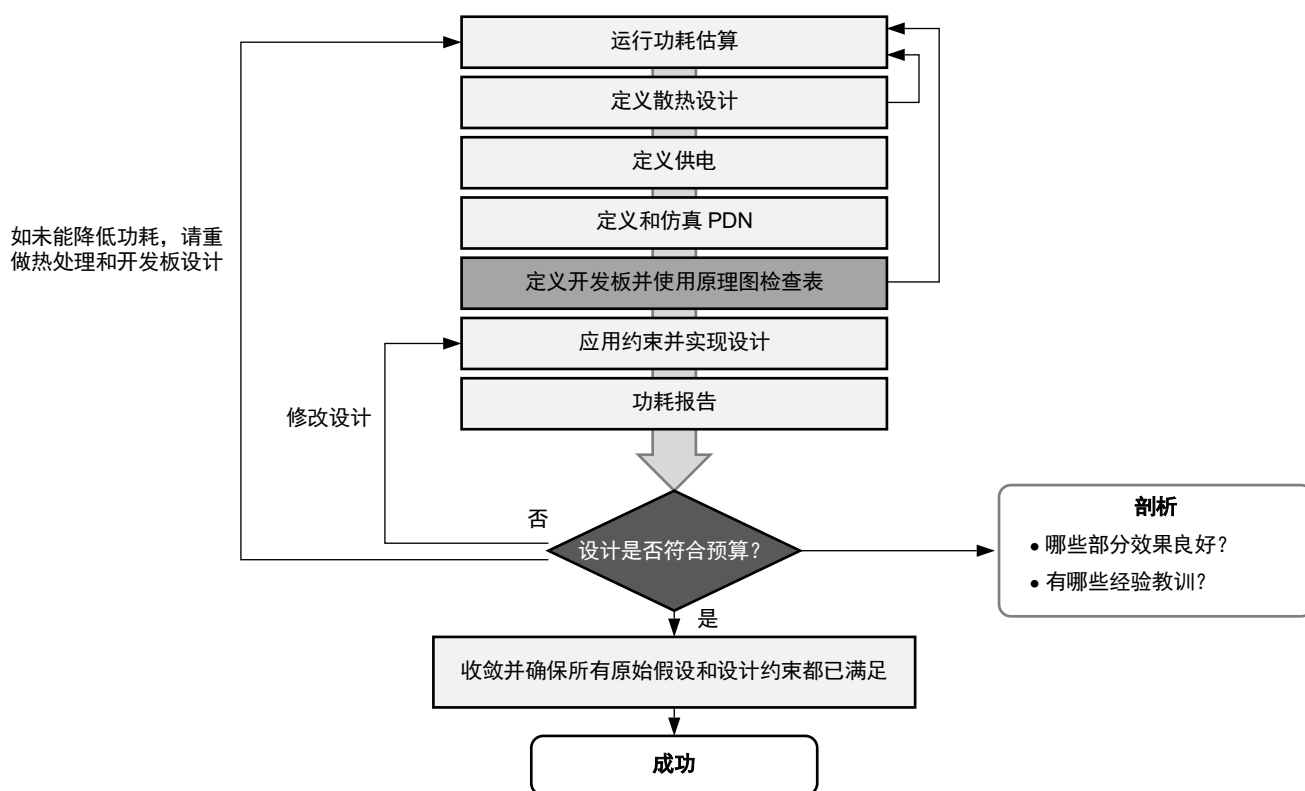 运行功耗估算
定义散热设计
定义供电
定义和仿真 PDN
如未能降低功耗，请重
做热处理和开发板设计
定义开发板并使用原理图检查表
应用约束并实现设计
功耗报告
修改设计
否
设计是否符合预算？
剖析
• 哪些部分效果良好？
• 有哪些经验教训？
是
收敛并确保所有原始假设和设计约束都已满足
成功